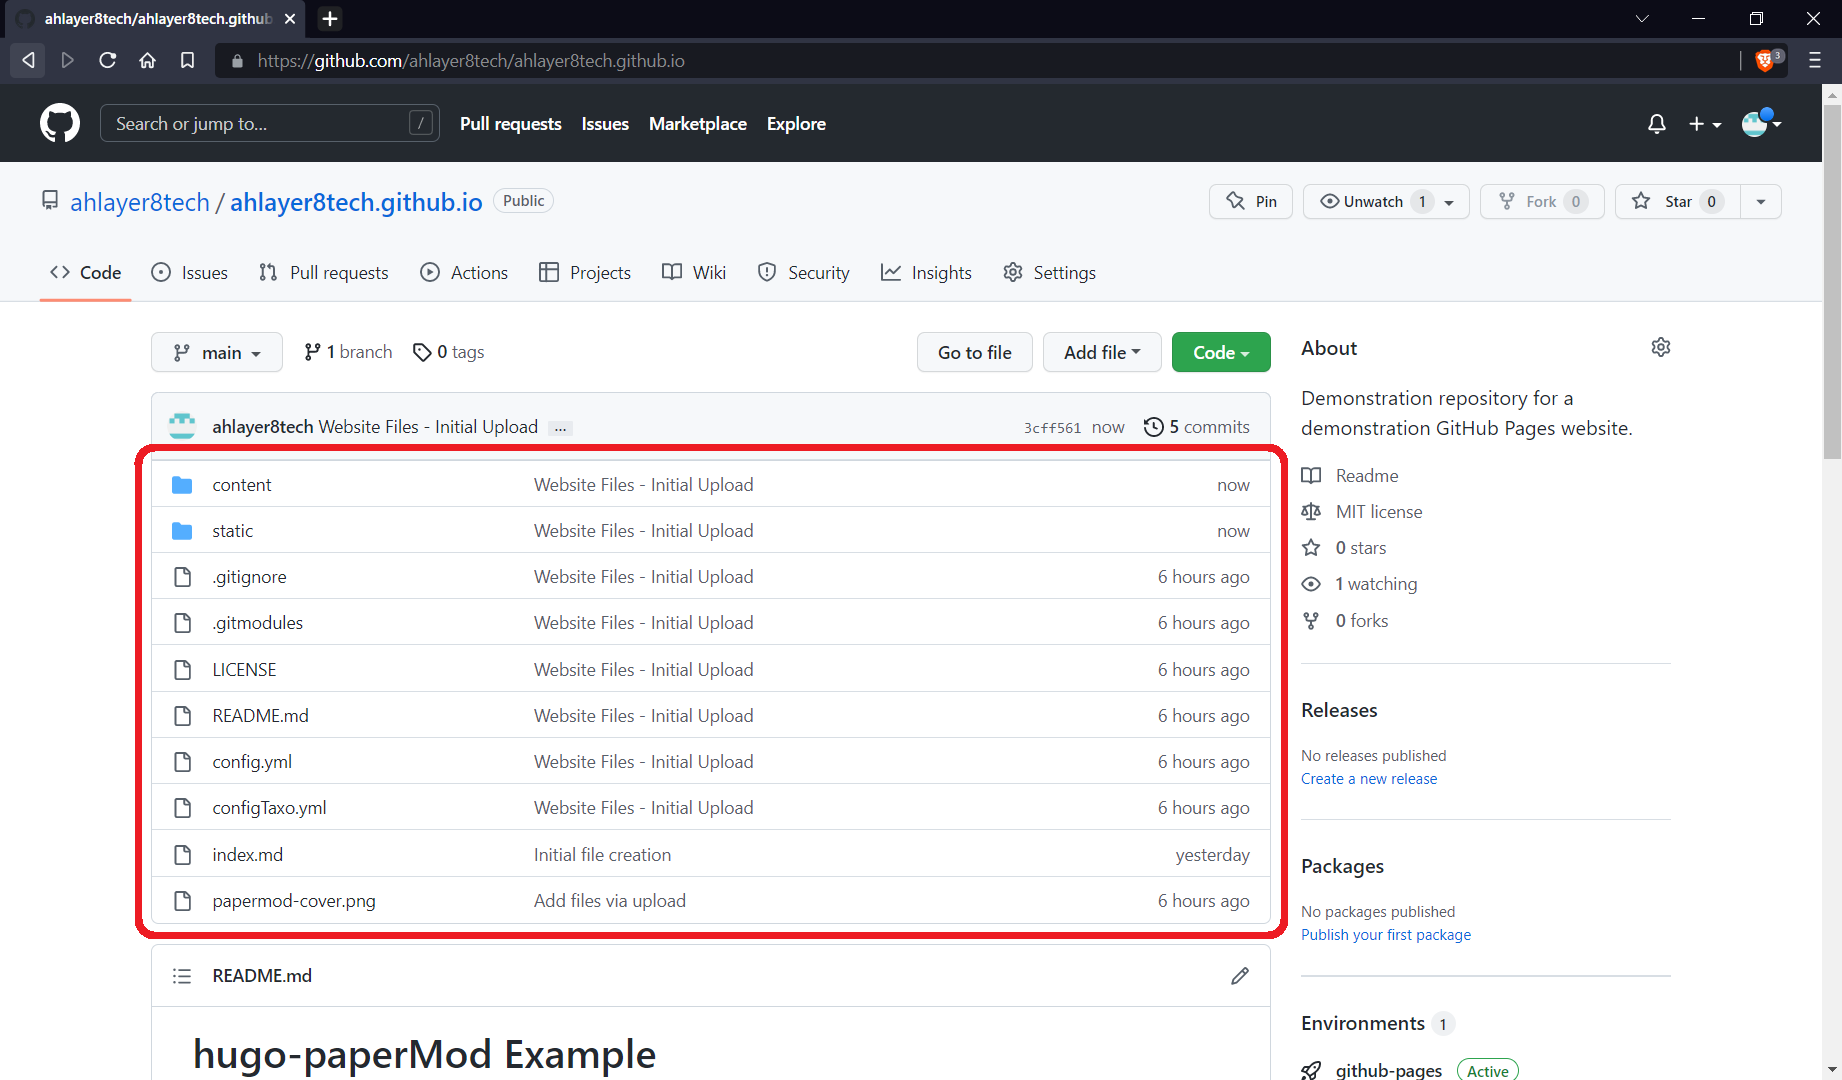 ahlayer8tech/ahlayer8tech.github
https://github.com/ahlayer8tech/ahlayer8tech.github.io
3
Search or jump to... /
Pull requests Issues Marketplace Explore
ahlayer8tech / ahlayer8tech.github.io Public
Pin Unwatch 1 Fork 0 Star 0
Code Issues Pull requests Actions Projects Wiki Security Insights Settings
main 1 branch 0 tags Go to file Add file Code
ahlayer8tech Website Files - Initial Upload ... 3cff561 now 5 commits
content Website Files - Initial Upload now
static Website Files - Initial Upload now
.gitignore Website Files - Initial Upload 6 hours ago
.gitmodules Website Files - Initial Upload 6 hours ago
LICENSE Website Files - Initial Upload 6 hours ago
README.md Website Files - Initial Upload 6 hours ago
config.yml Website Files - Initial Upload 6 hours ago
configTaxo.yml Website Files - Initial Upload 6 hours ago
index.md Initial file creation yesterday
papermod-cover.png Add files via upload 6 hours ago
README.md
hugo-paperMod Example
About
Demonstration repository for a
demonstration GitHub Pages website.
Readme
MIT license
0 stars
1 watching
0 forks
Releases
No releases published
Create a new release
Packages
No packages published
Publish your first package
Environments 1
github-pages Active